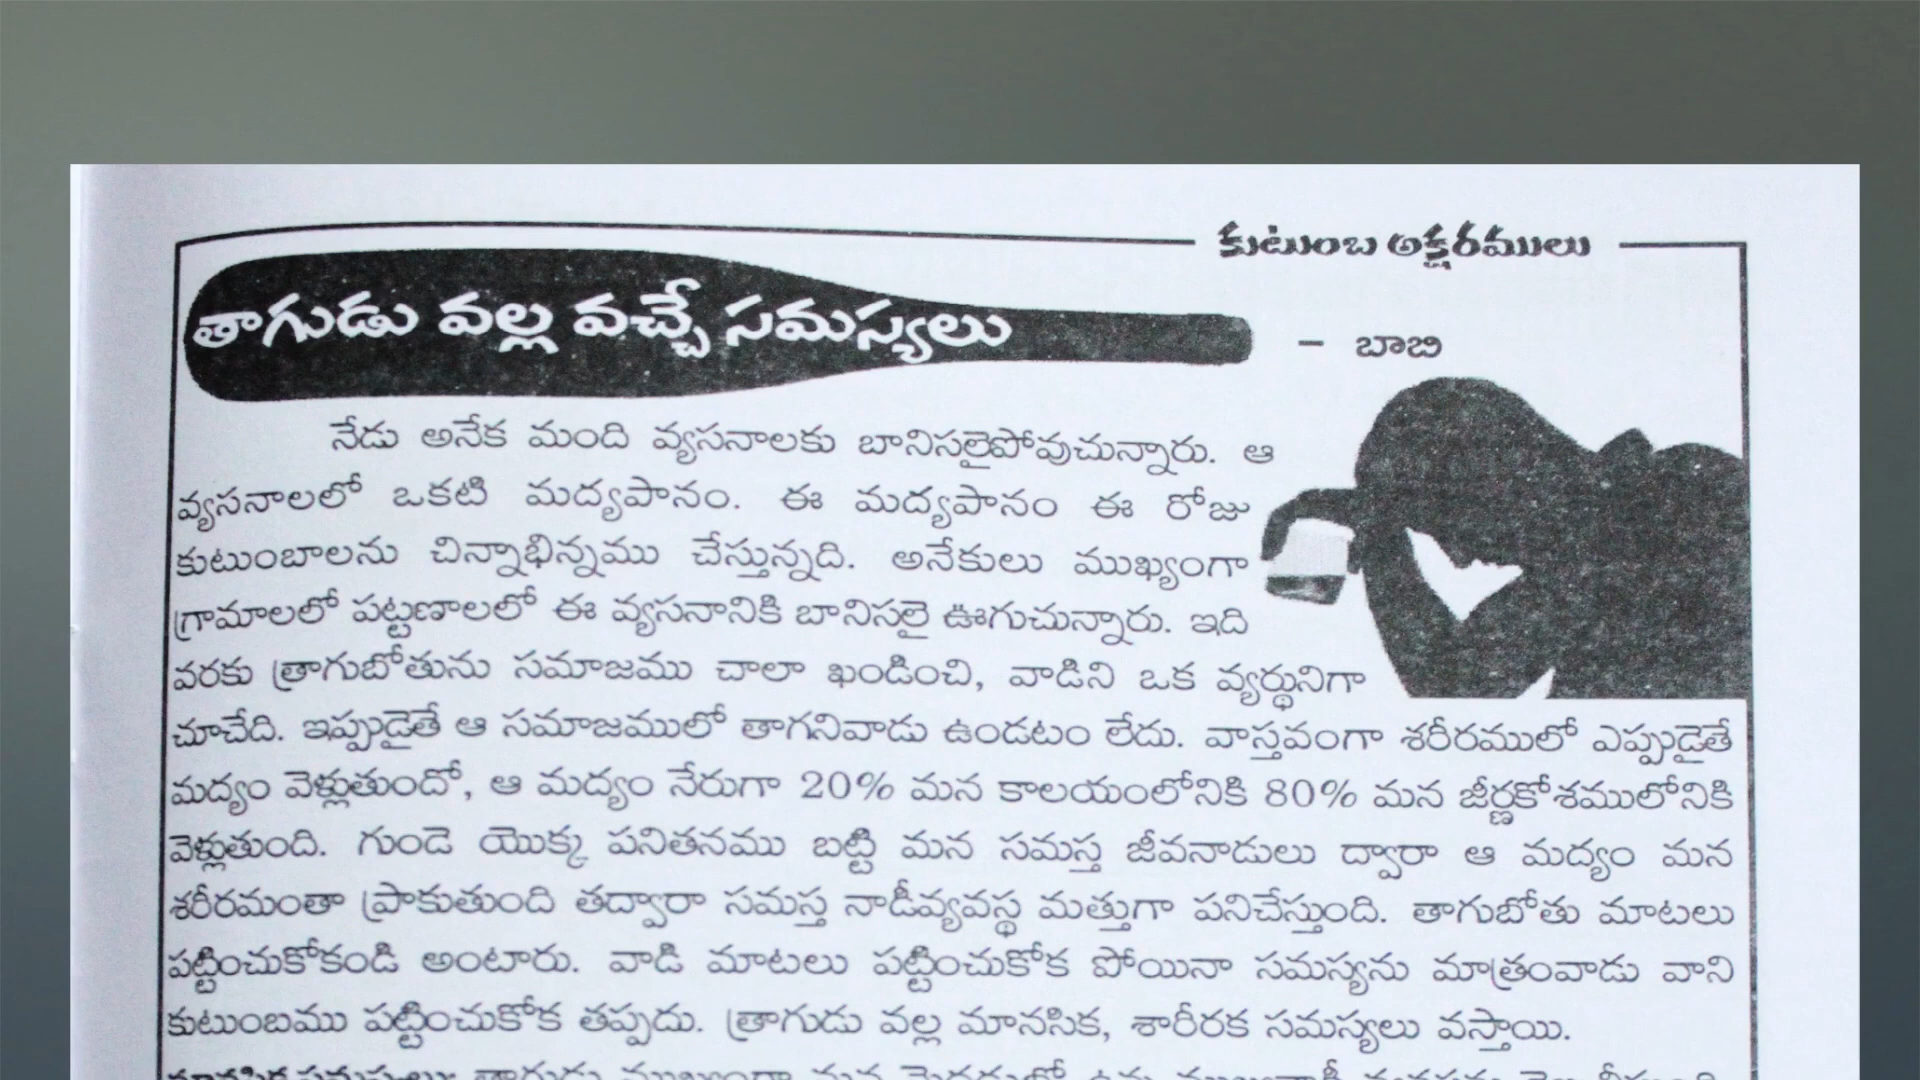 కుటుంబ అక్షరములు
తాగుడు వల్ల వచ్చే సమస్యలు
- బాబి
నేడు అనేక మంది వ్యసనాలకు బానిసలైపోవుచున్నారు. ఆ
వ్యసనాలలో ఒకటి మద్యపానం. ఈ మద్యపానం ఈ రోజు
కుటుంబాలను చిన్నాభిన్నము చేస్తున్నది. అనేకులు ముఖ్యంగా
గ్రామాలలో పట్టణాలలో ఈ వ్యసనానికి బానిసలై ఊగుచున్నారు. ఇది
వరకు త్రాగుబోతును సమాజము చాలా ఖండించి, వాడిని ఒక వ్యర్థునిగా
చూచేది. ఇప్పుడైతే ఆ సమాజములో తాగనివాడు ఉండటం లేదు. వాస్తవంగా శరీరములో ఎప్పుడైతే
మద్యం వెళ్లుతుందో, ఆ మద్యం నేరుగా 20% మన కాలయంలోనికి 80% మన జీర్ణకోశములోనికి
వెళ్లుతుంది. గుండె యొక్క పనితనము బట్టి మన సమస్త జీవనాడులు ద్వారా ఆ మద్యం మన
శరీరమంతా ప్రాకుతుంది తద్వారా సమస్త నాడీవ్యవస్థ మత్తుగా పనిచేస్తుంది. తాగుబోతు మాటలు
పట్టించుకోకండి అంటారు. వాడి మాటలు పట్టించుకోక పోయినా సమస్యను మాత్రంవాడు వాని
కుటుంబము పట్టించుకోక తప్పదు. త్రాగుడు వల్ల మానసిక, శారీరక సమస్యలు వస్తాయి.